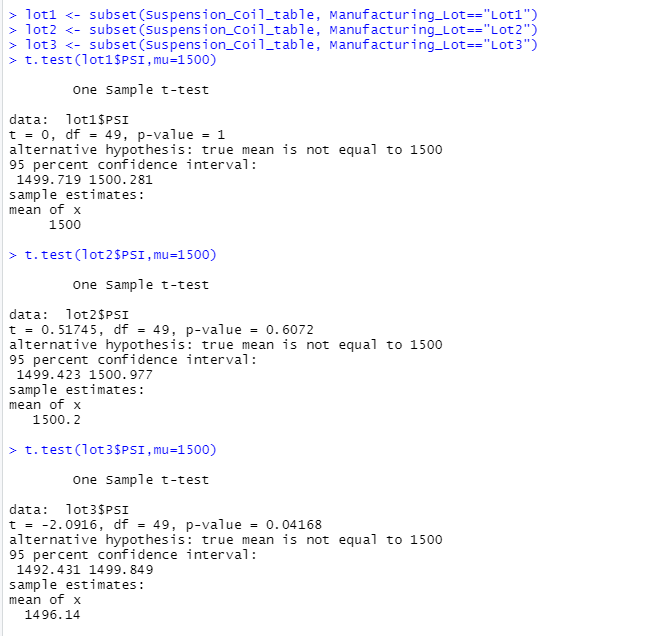 > lot1 <- subset(Suspension_Coil_table, Manufacturing_Lot=="Lot1")
> lot2 <- subset(Suspension_Coil_table, Manufacturing_Lot=="Lot2")
> lot3 <- subset(Suspension_Coil_table, Manufacturing_Lot=="Lot3")
> t.test(lot1$PSI,mu=1500)

        One Sample t-test

data:  lot1$PSI
t = 0, df = 49, p-value = 1
alternative hypothesis: true mean is not equal to 1500
95 percent confidence interval:
 1499.719 1500.281
sample estimates:
mean of x
     1500

> t.test(lot2$PSI,mu=1500)

        One Sample t-test

data:  lot2$PSI
t = 0.51745, df = 49, p-value = 0.6072
alternative hypothesis: true mean is not equal to 1500
95 percent confidence interval:
 1499.423 1500.977
sample estimates:
mean of x
   1500.2

> t.test(lot3$PSI,mu=1500)

        One Sample t-test

data:  lot3$PSI
t = -2.0916, df = 49, p-value = 0.04168
alternative hypothesis: true mean is not equal to 1500
95 percent confidence interval:
 1492.431 1499.849
sample estimates:
mean of x
  1496.14